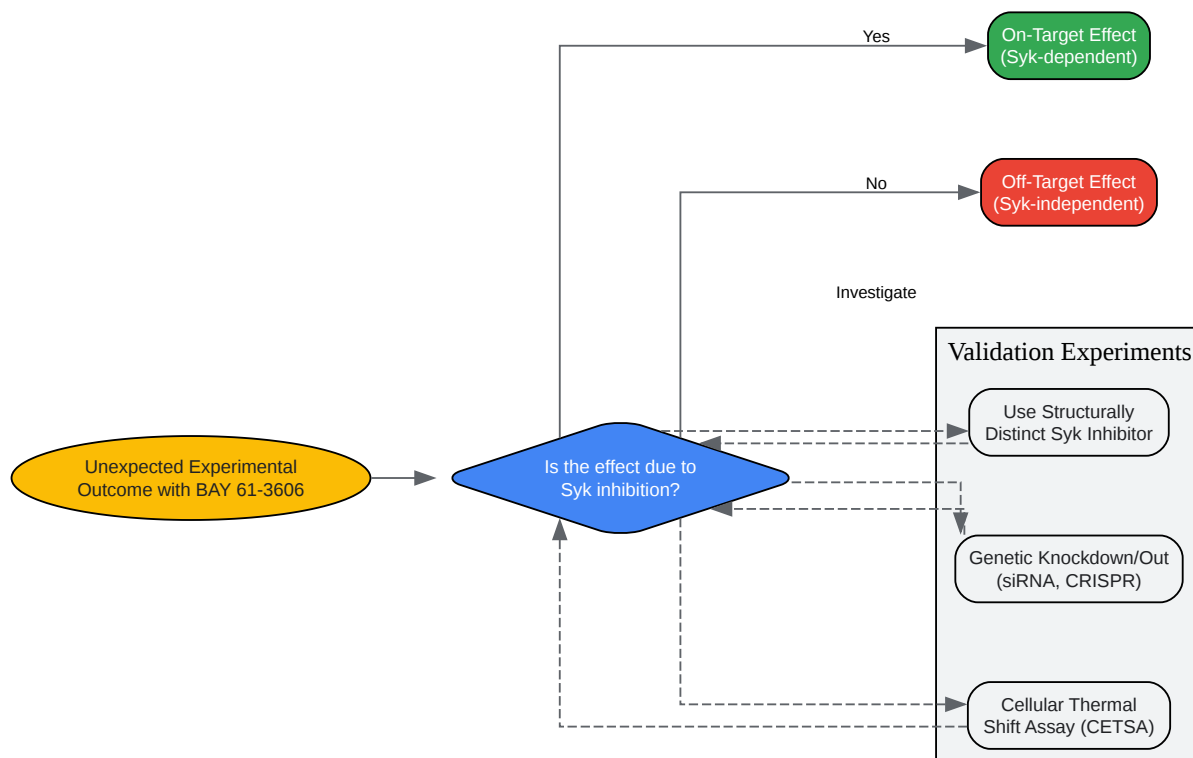 Yes
On-Target Effect
(Syk-dependent)
No
Off-Target Effect
(Syk-independent)
Investigate
Validation Experiments
Use Structurally
Distinct Syk Inhibitor
Unexpected Experimental
Outcome with BAY 61-3606
Is the effect due to
Syk inhibition?
Genetic Knockdown/Out
(siRNA, CRISPR)
Cellular Thermal
Shift Assay (CETSA)